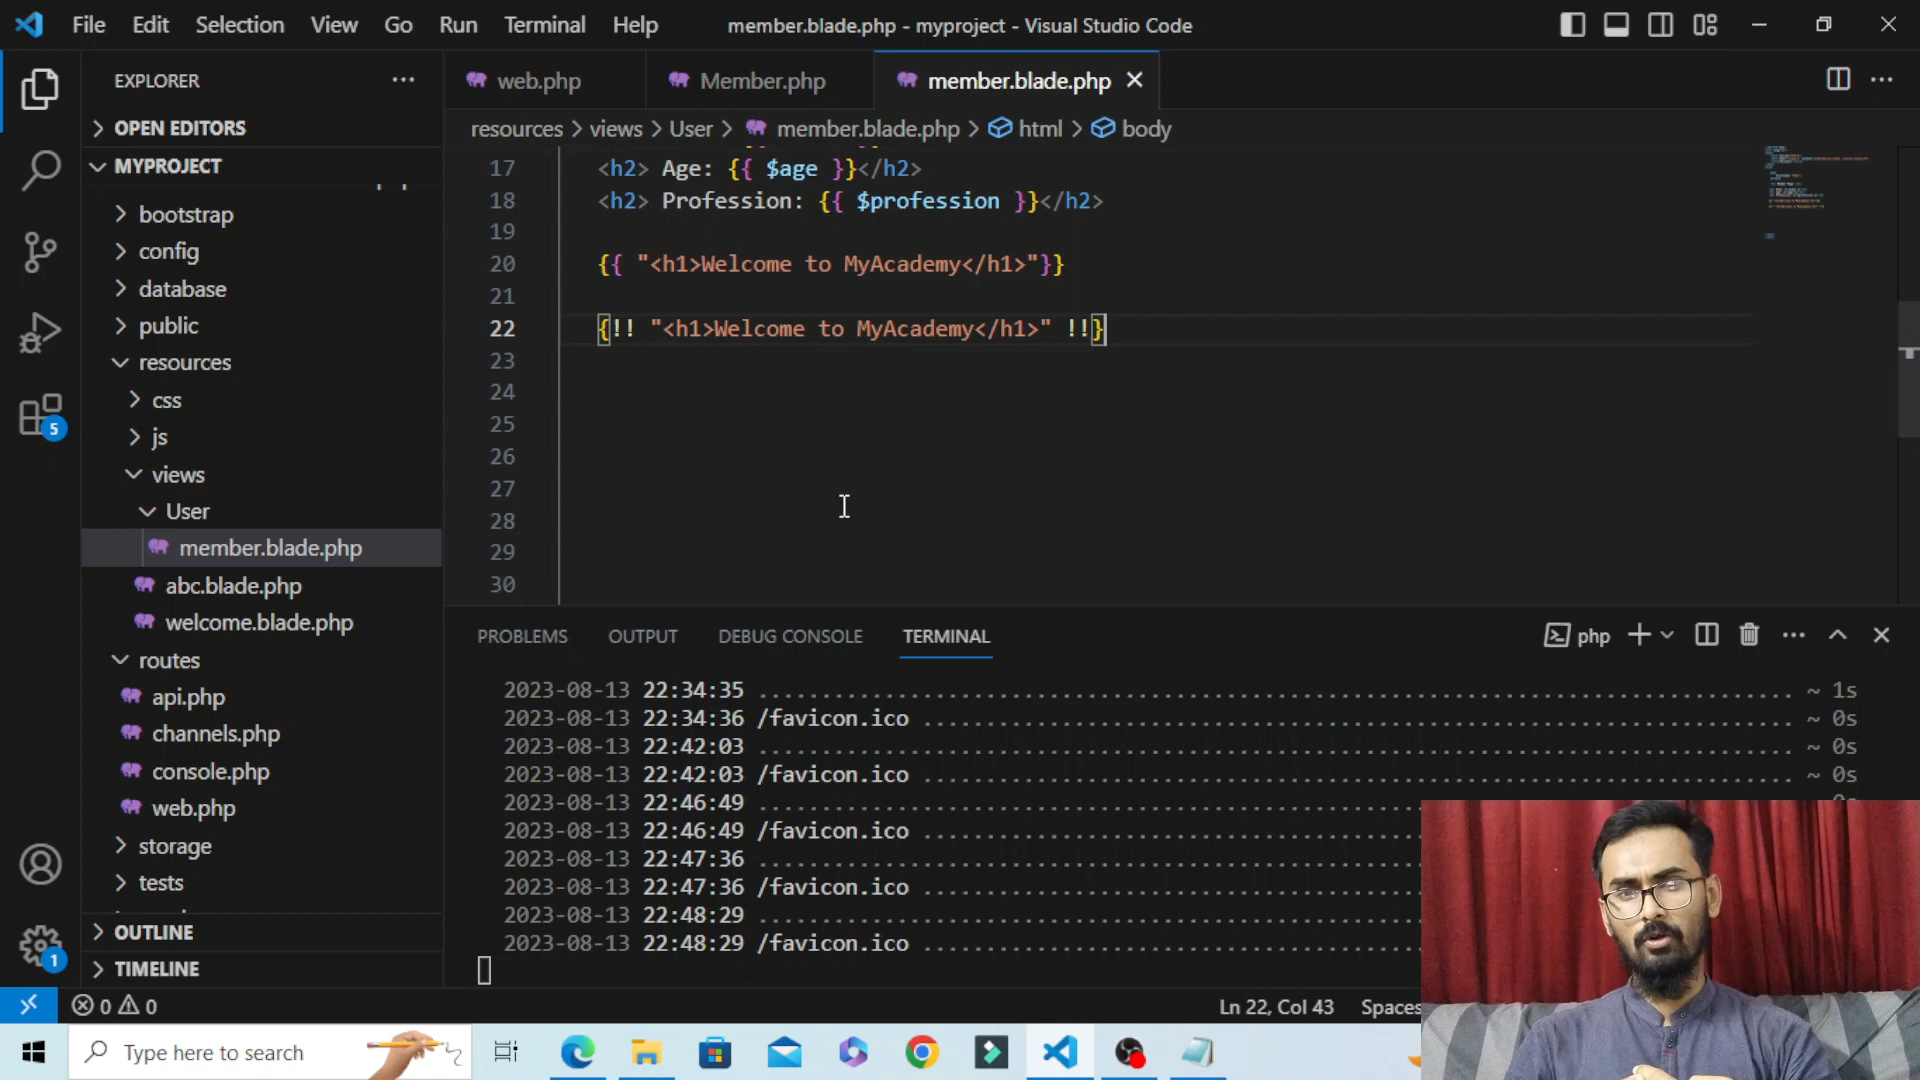 File Edit Selection View Go Run Terminal Help
member.blade.php - myproject - Visual Studio Code
EXPLORER
OPEN EDITORS
MYPROJECT
bootstrap
config
database
public
resources
css
js
views
User
member.blade.php
abc.blade.php
welcome.blade.php
routes
api.php
channels.php
console.php
web.php
storage
tests
OUTLINE
TIMELINE
5
1
web.php Member.php member.blade.php
resources > views > User > member.blade.php > html > body
17 <h2> Age: {{ $age }}</h2>
18 <h2> Profession: {{ $profession }}</h2>
19
20 {{ "<h1>Welcome to MyAcademy</h1>"}}
21
22 {!! "<h1>Welcome to MyAcademy</h1>" !!}
23
24
25
26
27
28
29
30
PROBLEMS OUTPUT DEBUG CONSOLE TERMINAL
php
2023-08-13 22:34:35 ........ ~ 1s
2023-08-13 22:34:36 /favicon.ico ........ ~ 0s
2023-08-13 22:42:03 ........ ~ 0s
2023-08-13 22:42:03 /favicon.ico ........ ~ 0s
2023-08-13 22:46:49 ........
2023-08-13 22:46:49 /favicon.ico ........
2023-08-13 22:47:36 ........
2023-08-13 22:47:36 /favicon.ico ........
2023-08-13 22:48:29 ........
2023-08-13 22:48:29 /favicon.ico ........
0 0
Ln 22, Col 43 Spaces
Type here to search